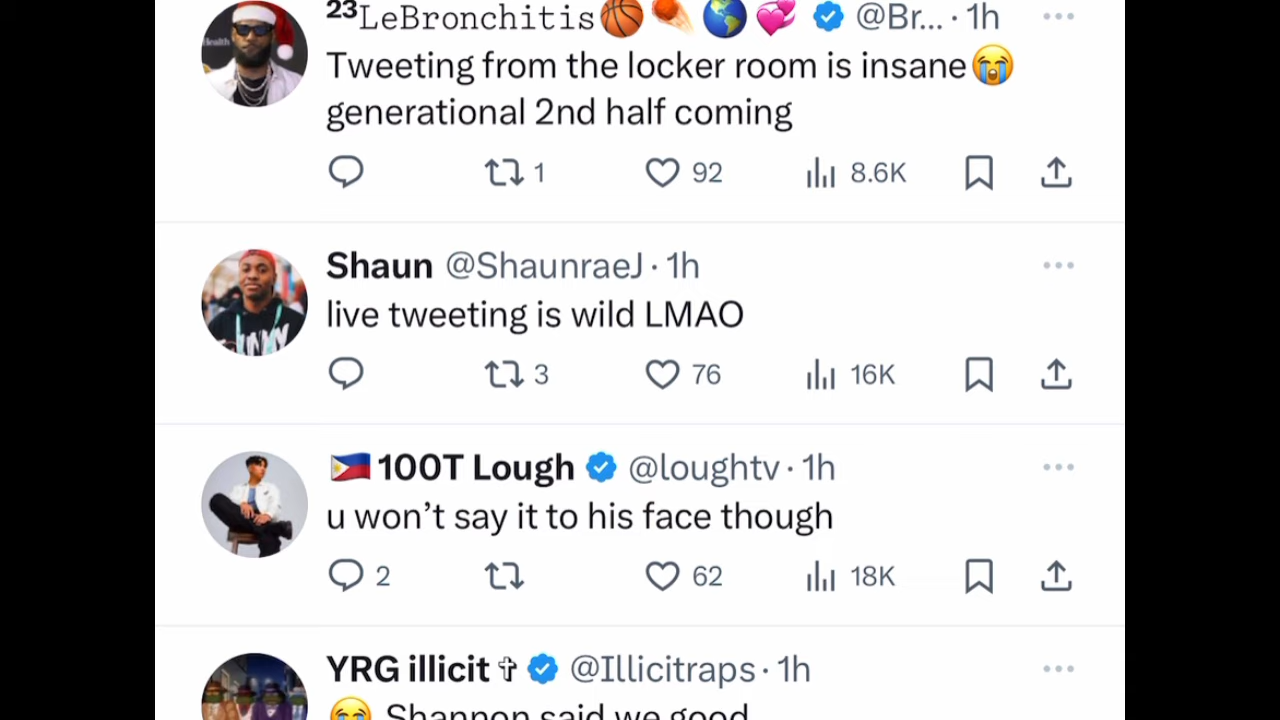 ²³LeBronchitis🏀☄️🌎💞 @Br... · 1h
Tweeting from the locker room is insane😭
generational 2nd half coming
1 92 8.6K
Shaun @ShaunraeJ · 1h
live tweeting is wild LMAO
3 76 16K
🇵🇭 100T Lough @loughtv · 1h
u won’t say it to his face though
2 62 18K
YRG illicit ✞ @Illicitraps · 1h
😭 Shannon said we good